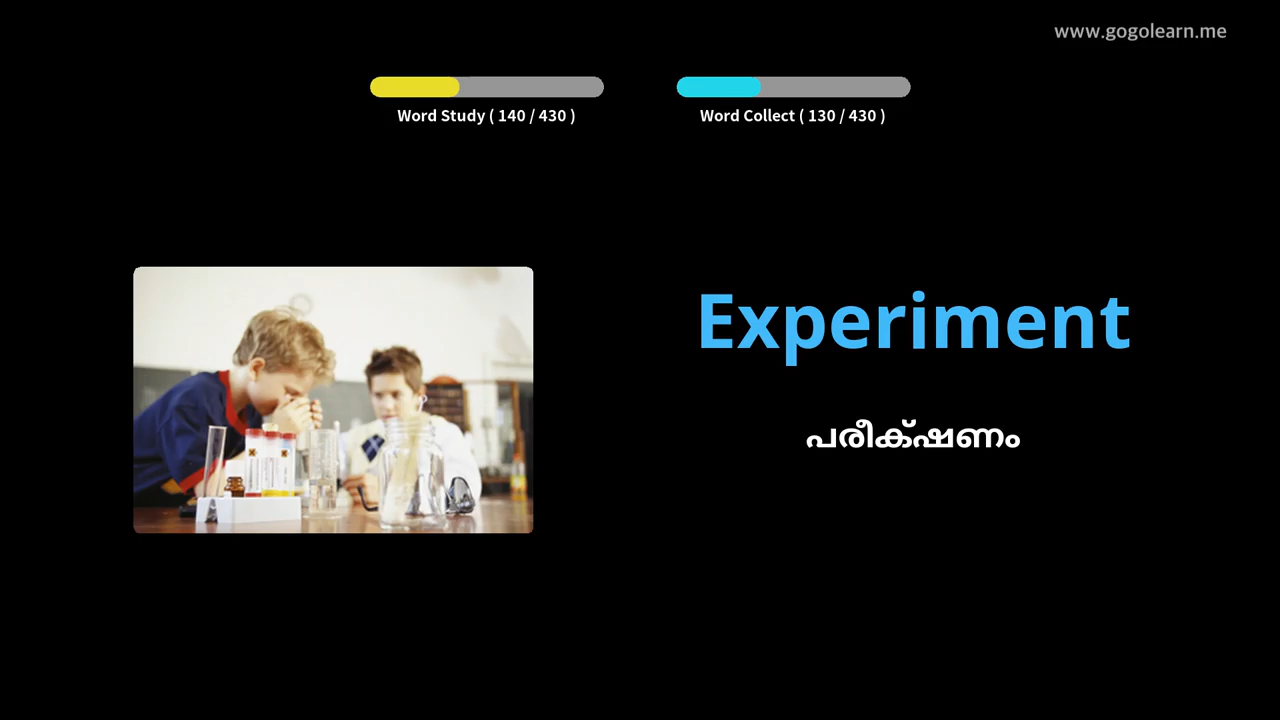 www.gogolearn.me
Word Study ( 140 / 430 )
Word Collect ( 130 / 430 )
Experiment
പരീക്ഷണം